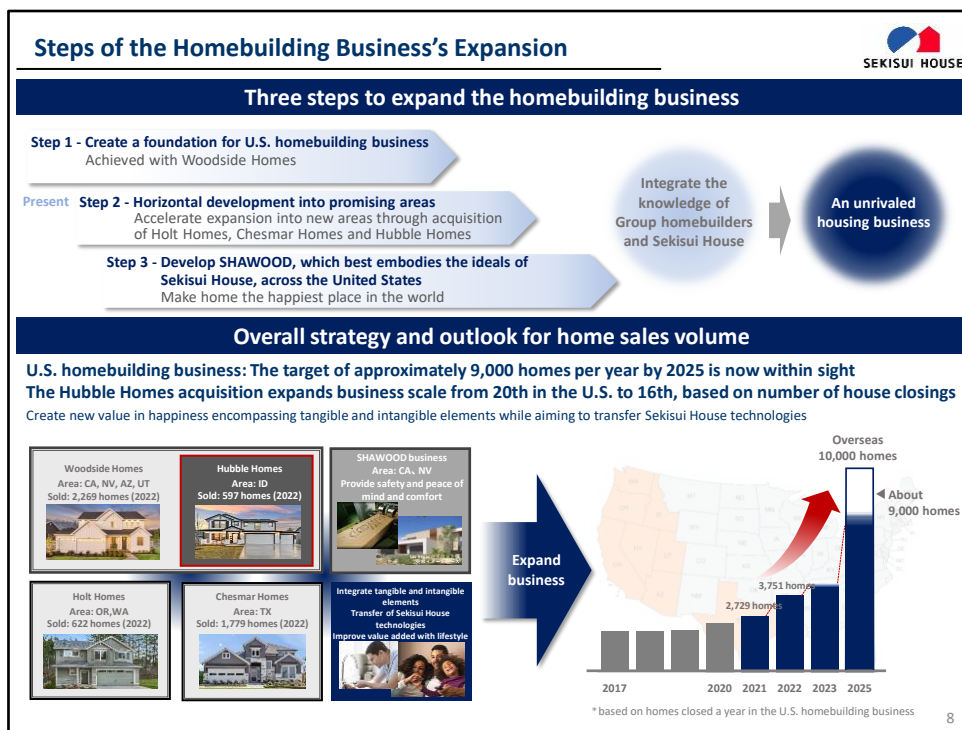 Steps of the Homebuilding Business's Expansion
SEKISUI HOUSE
Three steps to expand the homebuilding business
Step 1 - Create a foundation for U.S. homebuilding business
Achieved with Woodside Homes
Present
Step 2 - Horizontal development into promising areas
Accelerate expansion into new areas through acquisition
of Holt Homes, Chesmar Homes and Hubble Homes
Step 3 - Develop SHAWOOD, which best embodies the ideals of
Sekisui House, across the United States
Make home the happiest place in the world
Integrate the
knowledge of
Group homebuilders
and Sekisui House
An unrivaled
housing business
Overall strategy and outlook for home sales volume
U.S. homebuilding business: The target of approximately 9,000 homes per year by 2025 is now within sight
The Hubble Homes acquisition expands business scale from 20th in the U.S. to 16th, based on number of house closings
Create new value in happiness encompassing tangible and intangible elements while aiming to transfer Sekisui House technologies
Woodside Homes
Area: CA, NV, AZ, UT
Sold: 2,269 homes (2022)
Hubble Homes
Area: ID
Sold: 597 homes (2022)
SHAWOOD business
Area: CA、NV
Provide safety and peace of
mind and comfort
Holt Homes
Area: OR,WA
Sold: 622 homes (2022)
Chesmar Homes
Area: TX
Sold: 1,779 homes (2022)
Integrate tangible and intangible
elements
Transfer of Sekisui House
technologies
Improve value added with lifestyle
Expand
business
Overseas
10,000 homes
About
9,000 homes
3,751 homes
2,729 homes
2017 2020 2021 2022 2023 2025
*based on homes closed a year in the U.S. homebuilding business
8